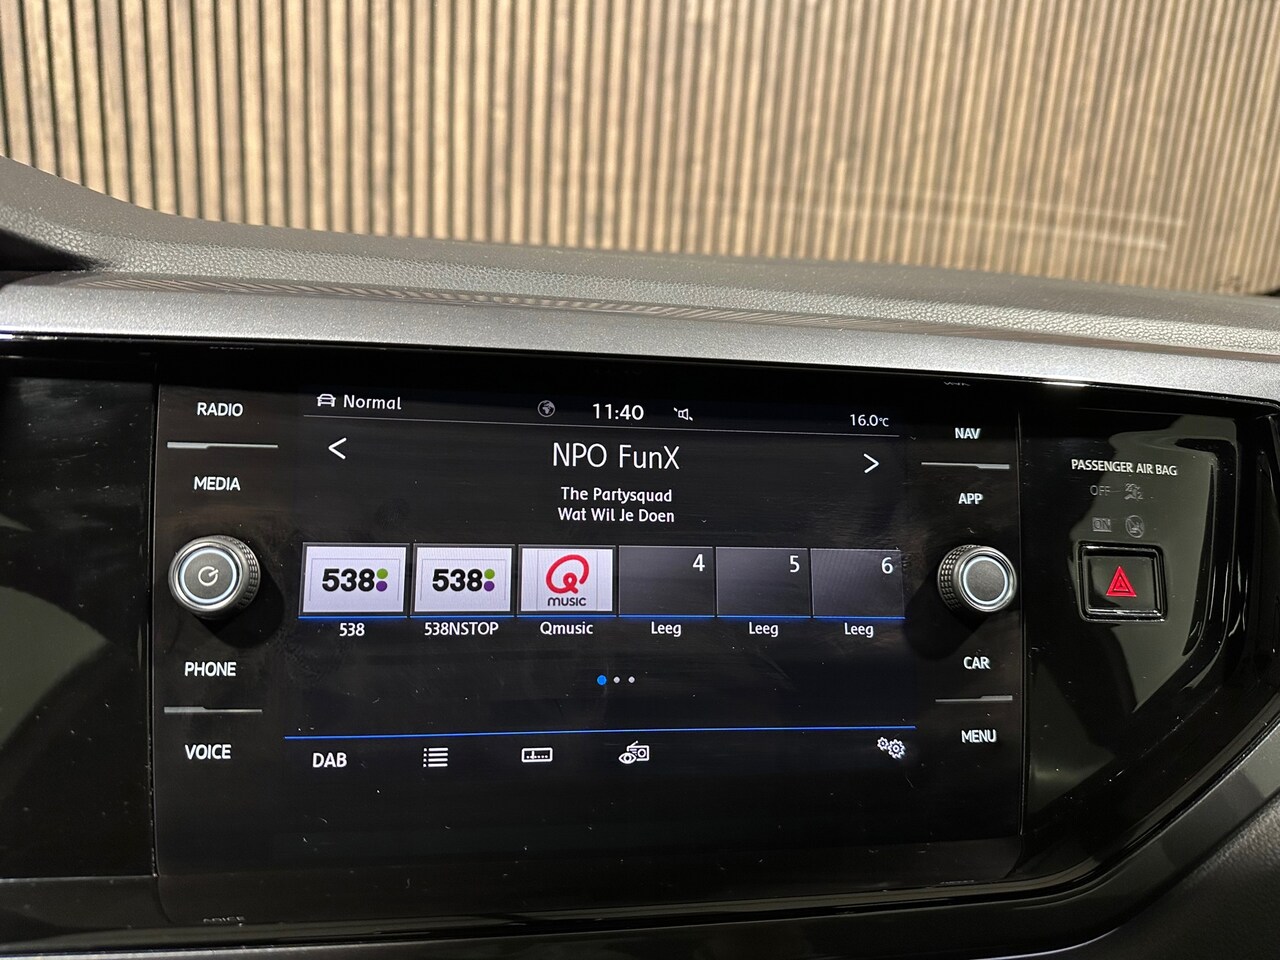 RADIO
MEDIA
PHONE
VOICE
Normal
11:40
16.0°C
<
NPO FunX
>
The Partysquad
Wat Wil Je Doen
538
538
Q
MUSIC
4
5
6
538
538NSTOP
Qmusic
Leeg
Leeg
Leeg
DAB
NAV
APP
CAR
MENU
PASSENGER AIR BAG
OFF
ON